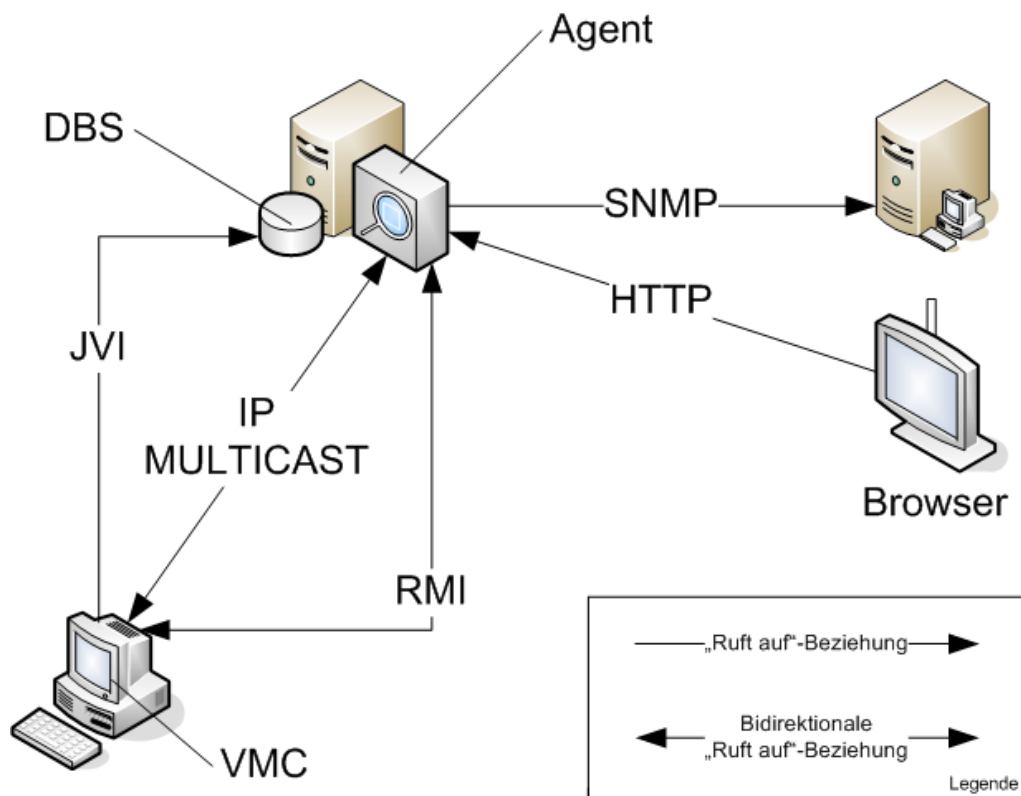 Agent
DBS
SNMP
HTTP
JVI
IP
MULTICAST
Browser
RMI
VMC
„Ruft auf“-Beziehung
Bidirektionale
„Ruft auf“-Beziehung
Legende